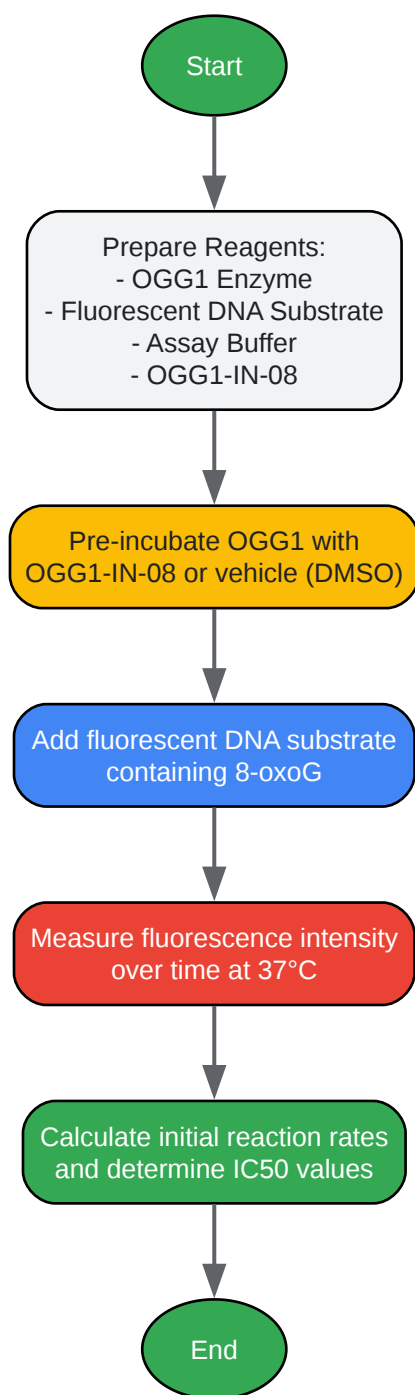 Start
Prepare Reagents:
- OGG1 Enzyme
- Fluorescent DNA Substrate
- Assay Buffer
- OGG1-IN-08
Pre-incubate OGG1 with
OGG1-IN-08 or vehicle (DMSO)
Add fluorescent DNA substrate
containing 8-oxoG
Measure fluorescence intensity
over time at 37°C
Calculate initial reaction rates
and determine IC50 values
End